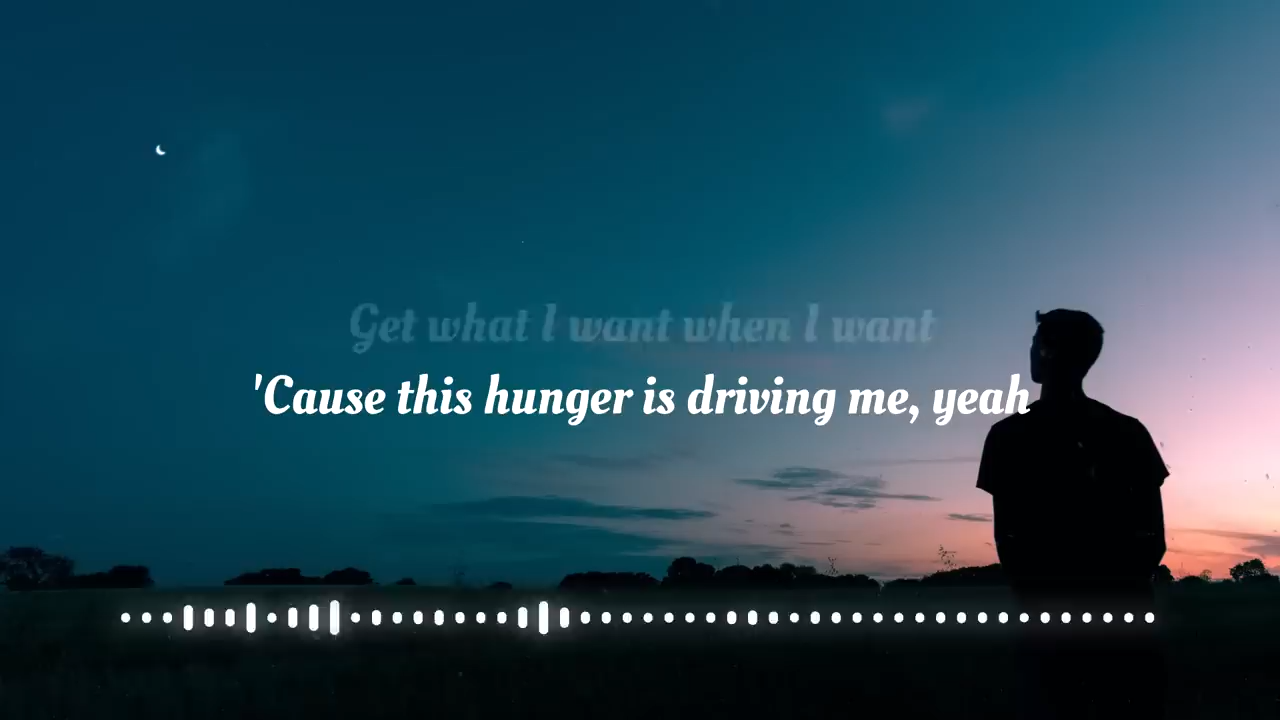 Get what I want when I want
'Cause this hunger is driving me, yeah